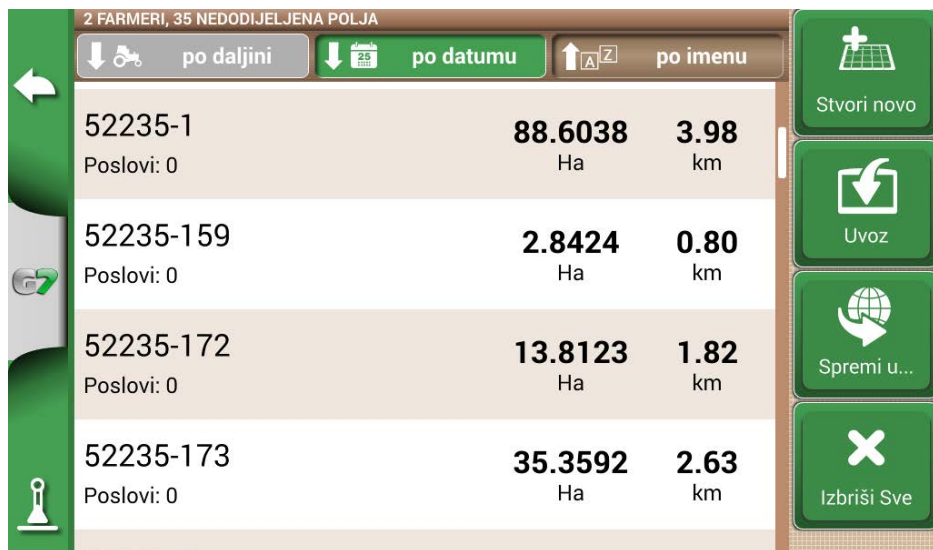 2 FARMERI, 35 NEDODIJELJENA POLJA
25
A Z
po daljini po datumu po imenu
52235-1 88.6038 3.98
Poslovi: 0 Ha km
52235-159 2.8424 0.80
Poslovi: 0 Ha km
52235-172 13.8123 1.82
Poslovi: 0 Ha km
52235-173 35.3592 2.63
Poslovi: 0 Ha km
G7
Stvori novo
Uvoz
Spremi u...
Izbriši Sve